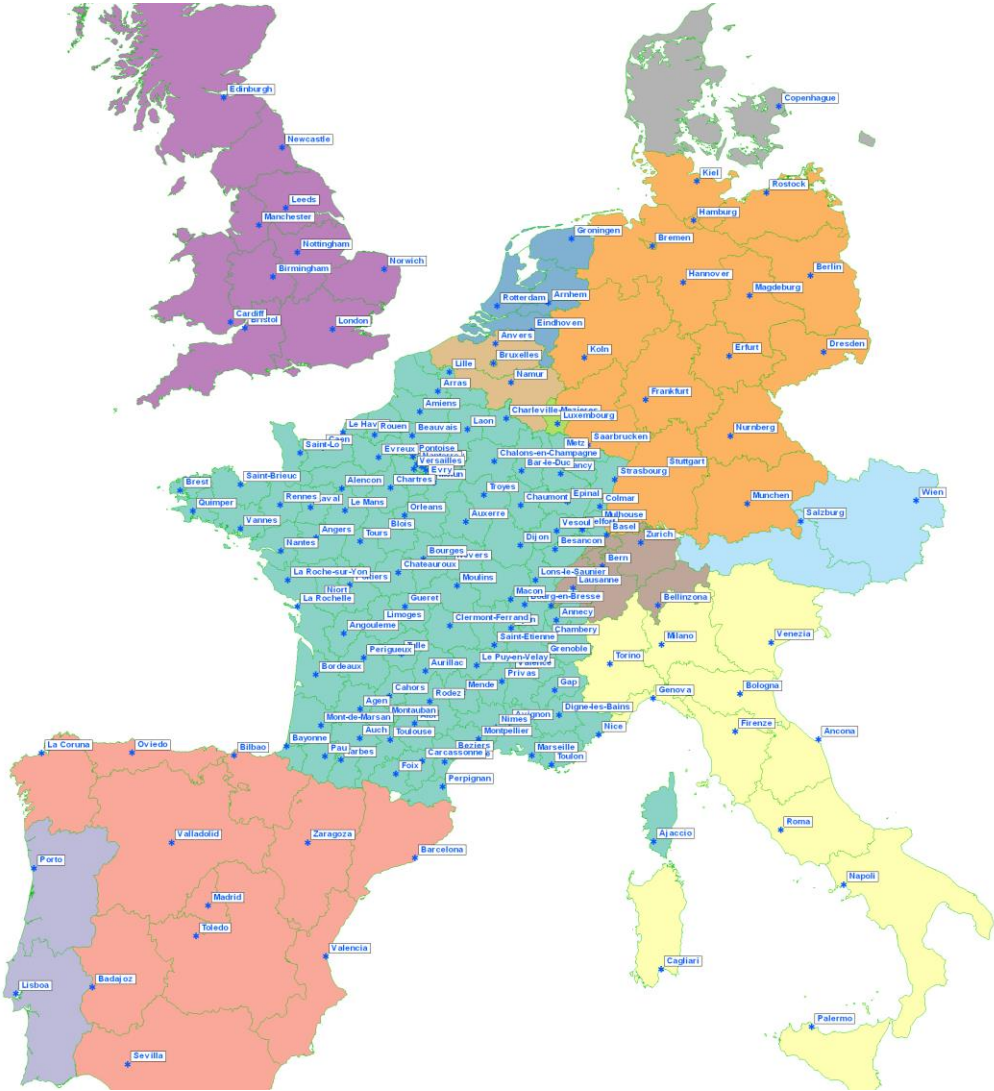 Edinburgh
Copenhague
Newcastle
Kiel
Rostock
Leeds
Hamburg
Manchester
Groningen
Bremen
Nottingham
Norwich
Birmingham
Hannover
Berlin
Magdeburg
Rotterdam
Arnhem
Cardiff
Bristol
London
Eindhoven
Anvers
Koln
Bruxelles
Erfurt
Dresden
Lille
Namur
Arras
Frankfurt
Amiens
Charleville-Mezieres
Luxembourg
Laon
Le Hav
Rouen
Beauvais
Nurnberg
Saarbrucken
Metz
Saint-Lo
Caen
Evreux
Pontoise
Chalons-en-Champagne
Versailles
Bar-le-Duc
Nancy
Stuttgart
Evry
Strasbourg
Saint-Brieuc
Chartres
Brest
Alencon
Troyes
Epinal
Wien
Rennes
Laval
Chaumont
Colmar
Munchen
Quimper
Le Mans
Orleans
Mulhouse
Vannes
Blois
Auxerre
Salzburg
Angers
Vesoul
Belfort
Basel
Tours
Dijon
Zurich
Nantes
Besancon
Bourges
Nevers
Bern
Chateauroux
La Roche-sur-Yon
Poitiers
Moulins
Lons-le-Saunier
Lausanne
Niort
Macon
La Rochelle
Gueret
Bourg-en-Bresse
Bellinzona
Limoges
Annecy
Clermont-Ferrand
Angouleme
Chambery
Saint-Etienne
Milano
Venezia
Perigueux
Tulle
Grenoble
Le Puy-en-Velay
Valence
Torino
Bordeaux
Aurillac
Privas
Cahors
Mende
Gap
Rodez
Bologna
Genova
Agen
Montauban
Digne-les-Bains
Mont-de-Marsan
Albi
Avignon
Nimes
Firenze
Auch
Toulouse
Montpellier
Nice
Ancona
Bayonne
Beziers
La Coruna
Oviedo
Bilbao
Pau
Tarbes
Carcassonne
Marseille
Foix
Toulon
Perpignan
Valladolid
Zaragoza
Ajaccio
Roma
Barcelona
Porto
Napoli
Madrid
Toledo
Valencia
Cagliari
Badajoz
Lisboa
Palermo
Sevilla